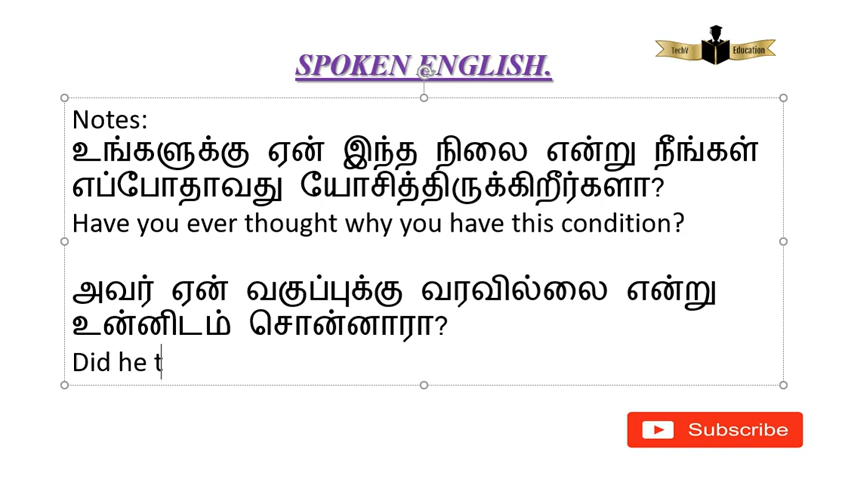 TechV Education
SPOKEN ENGLISH.
Notes:
உங்களுக்கு ஏன் இந்த நிலை என்று நீங்கள்
எப்போதாவது யோசித்திருக்கிறீர்களா?
Have you ever thought why you have this condition?
அவர் ஏன் வகுப்புக்கு வரவில்லை என்று
உன்னிடம் சொன்னாரா?
Did he t
Subscribe